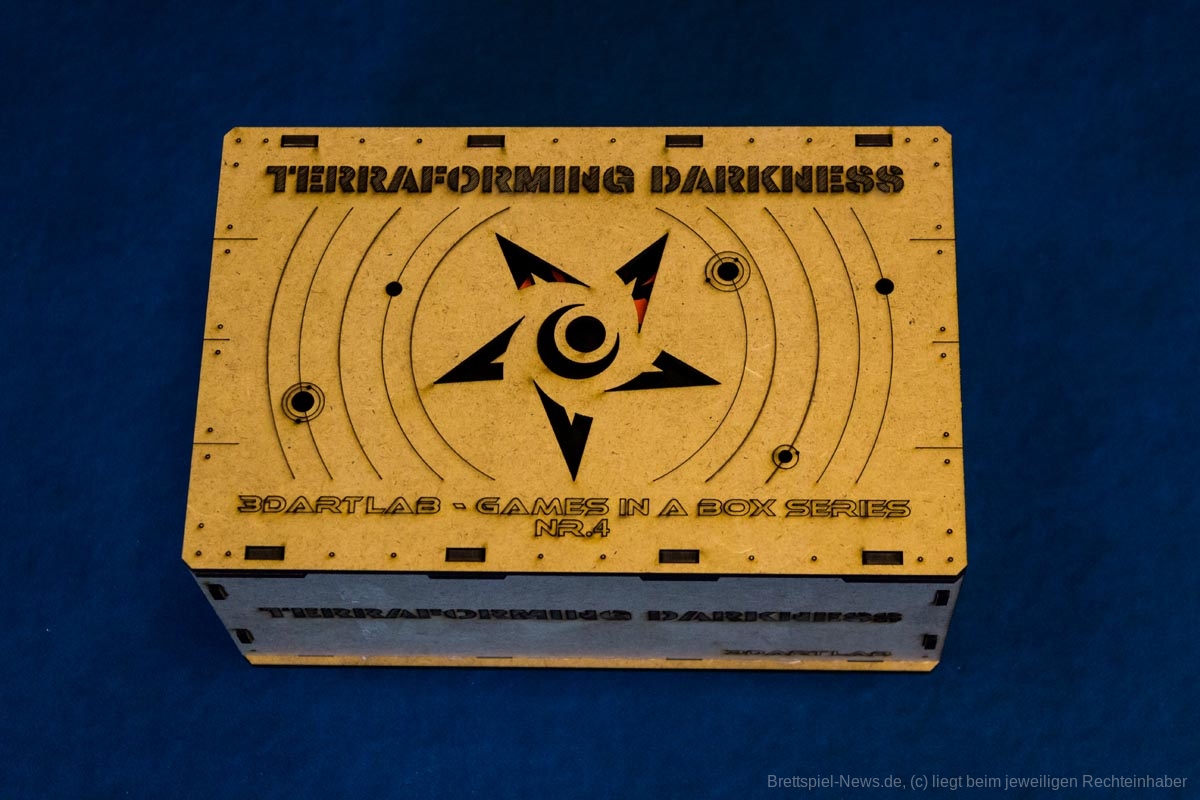 TERRAFORMING DARKNESS
3DARTLAB - GAMES IN A BOX SERIES
NR.4
TERRAFORMING DARKNESS
3DARTLAB
Brettspiel-News.de, (c) liegt beim jeweiligen Rechteinhaber